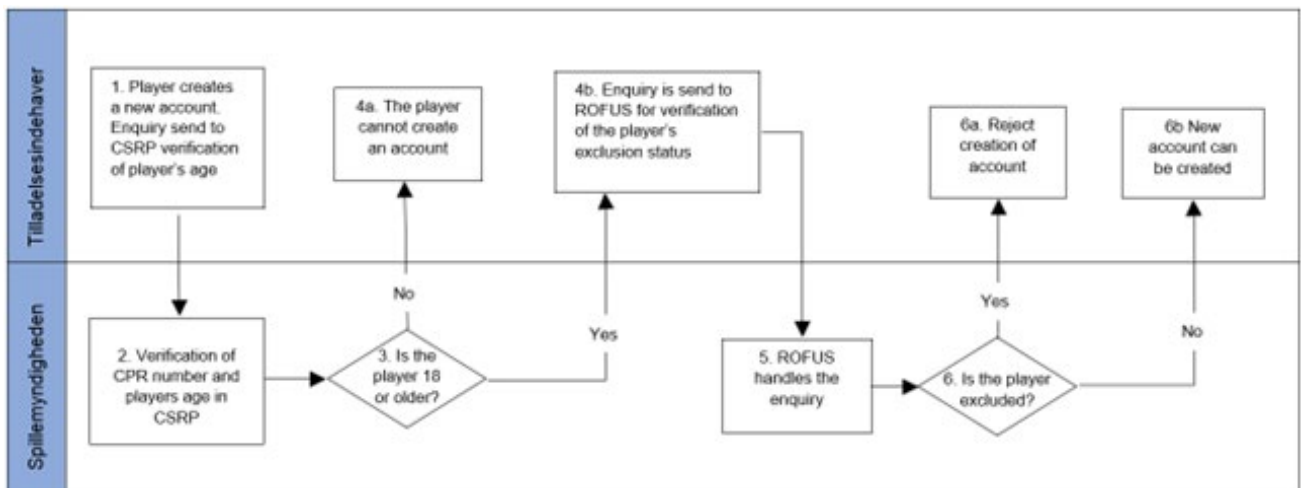 Tilladelsesindehaver
1. Player creates
a new account.
Enquiry send to
CSRP verification
of player's age
4a. The player
cannot create
an account
4b. Enquiry is send to
ROFUS for verification
of the player's
exclusion status
6a. Reject
creation of
account
6b New
account can
be created
Spillemyndigheden
2. Verification of
CPR number and
players age in
CSRP
3. Is the
player 18
or older?
No
Yes
5. ROFUS
handles the
enquiry
6. Is the player
excluded?
Yes
No